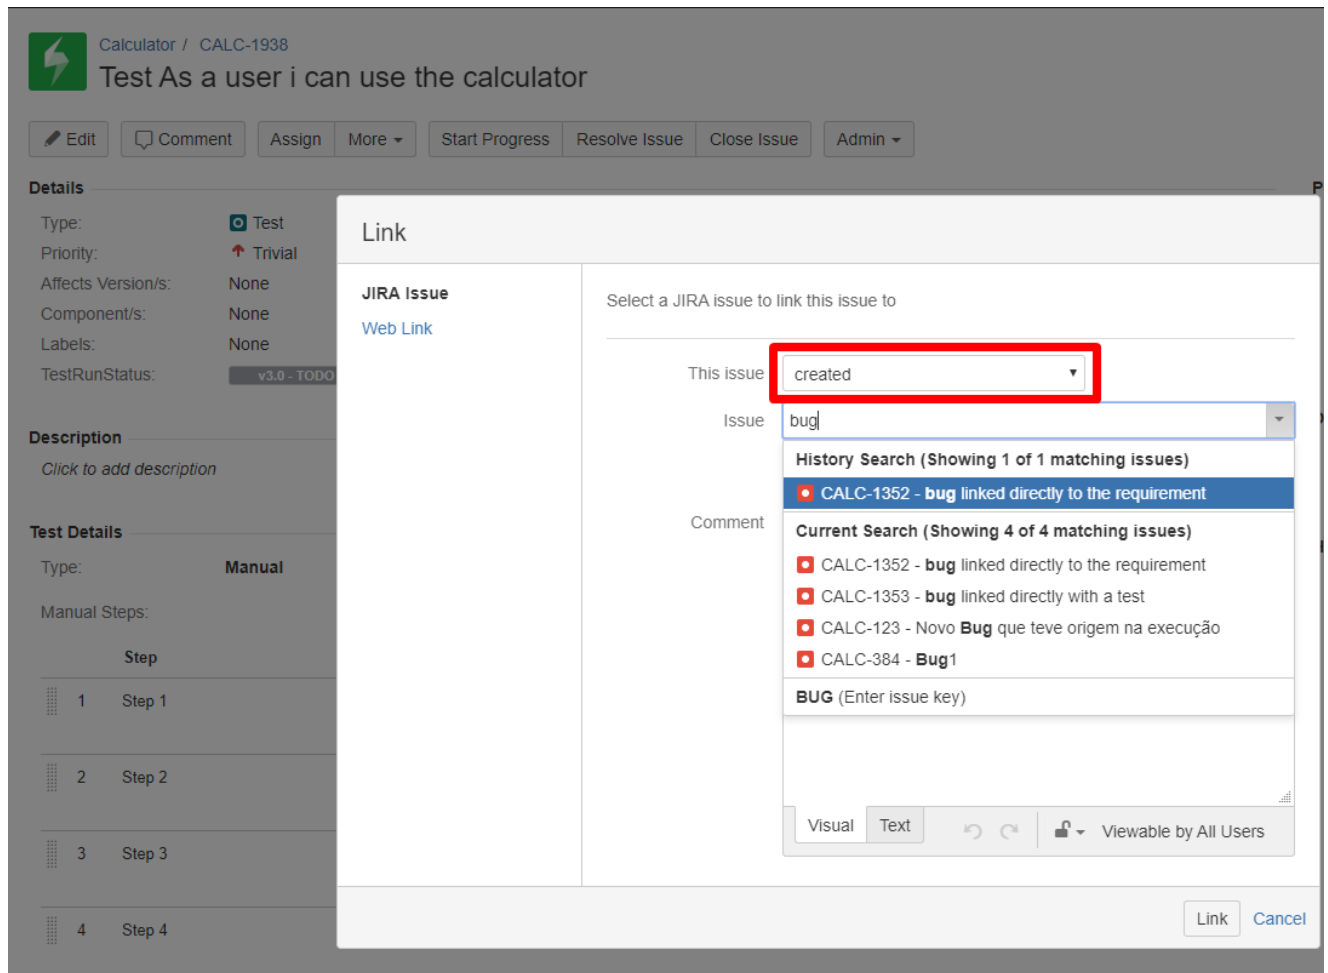 Calculator / CALC-1938
Test As a user i can use the calculator
Edit Comment Assign More Start Progress Resolve Issue Close Issue Admin
Details
Type: Test
Priority: Trivial
Affects Version/s: None
Component/s: None
Labels: None
TestRunStatus: v3.0 - TODO
Description
Click to add description
Test Details
Type: Manual
Manual Steps:
Step
1 Step 1
2 Step 2
3 Step 3
4 Step 4
Link
JIRA Issue
Web Link
Select a JIRA issue to link this issue to
This issue created
Issue bug
History Search (Showing 1 of 1 matching issues)
CALC-1352 - bug linked directly to the requirement
Comment
Current Search (Showing 4 of 4 matching issues)
CALC-1352 - bug linked directly to the requirement
CALC-1353 - bug linked directly with a test
CALC-123 - Novo Bug que teve origem na execução
CALC-384 - Bug1
BUG (Enter issue key)
Visual Text Viewable by All Users
Link Cancel